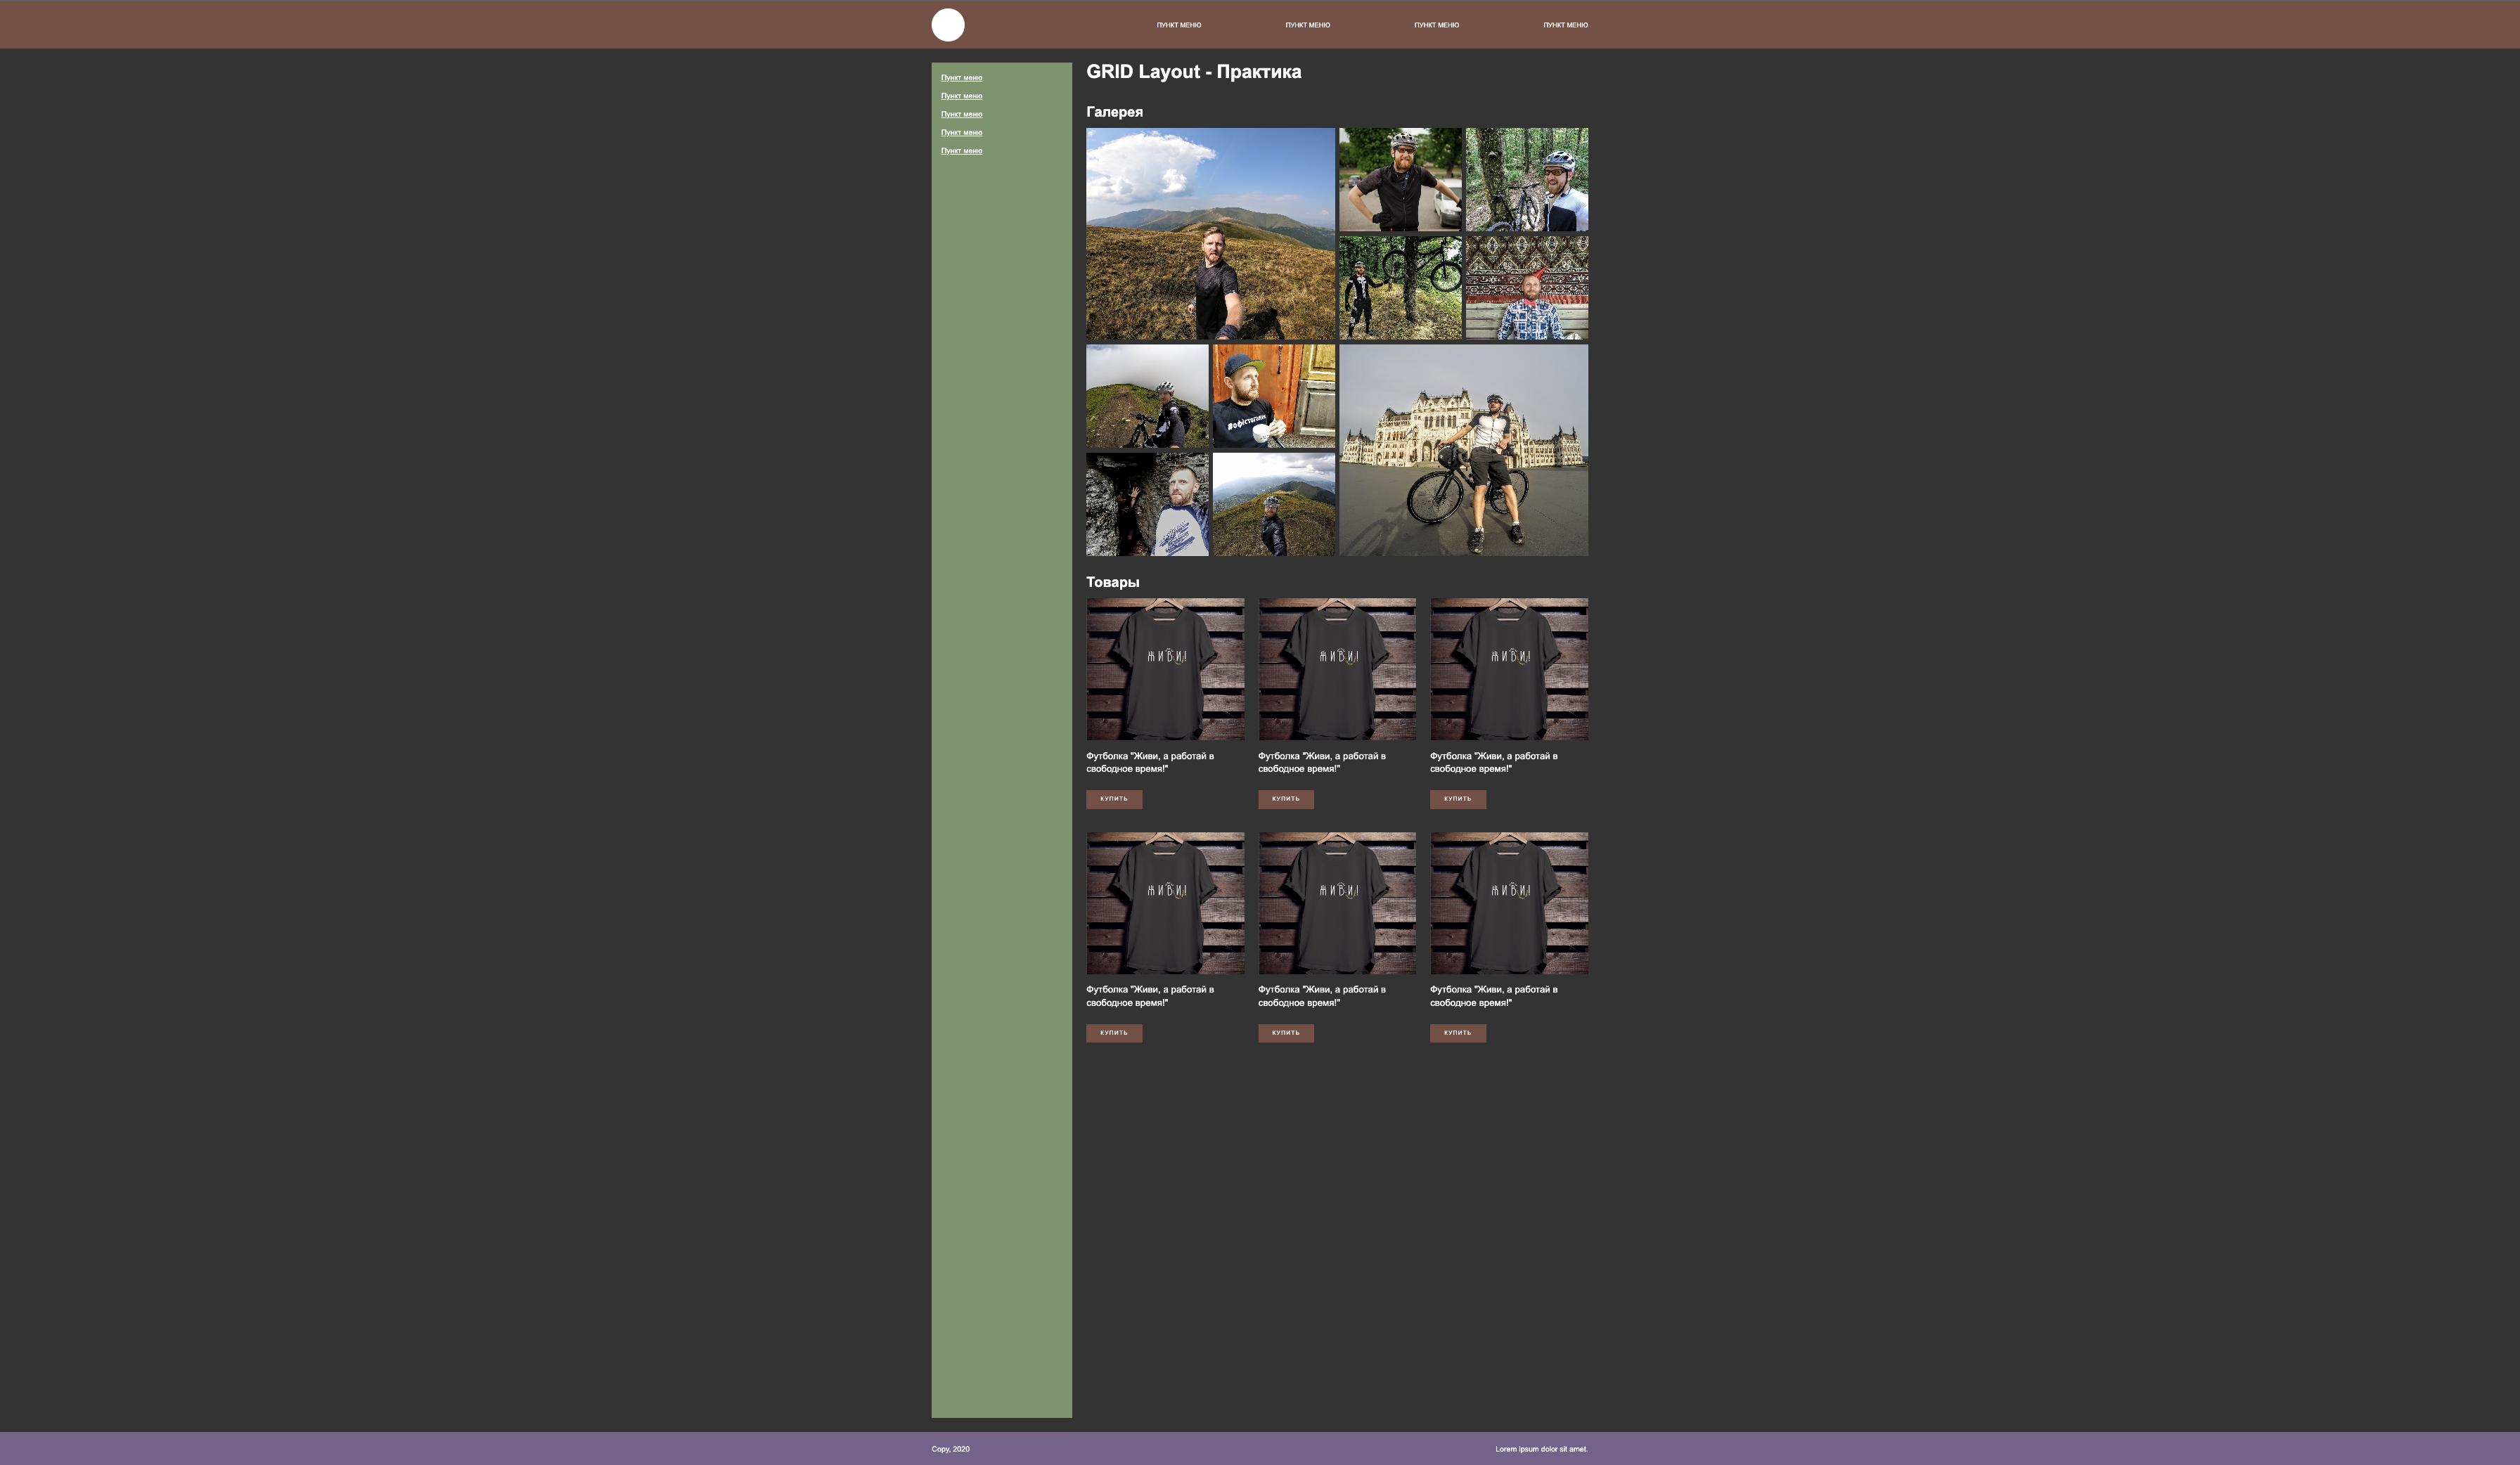 ПУНКТ МЕНЮ ПУНКТ МЕНЮ ПУНКТ МЕНЮ ПУНКТ МЕНЮ
Пункт меню
Пункт меню
Пункт меню
Пункт меню
Пункт меню
GRID Layout - Практика
Галерея
#офістапляж
Товары
ЖИВИ! ЖИВИ! ЖИВИ!
Футболка "Живи, а работай в
свободное время!"
КУПИТЬ
Футболка "Живи, а работай в
свободное время!"
КУПИТЬ
Футболка "Живи, а работай в
свободное время!"
КУПИТЬ
ЖИВИ! ЖИВИ! ЖИВИ!
Футболка "Живи, а работай в
свободное время!"
КУПИТЬ
Футболка "Живи, а работай в
свободное время!"
КУПИТЬ
Футболка "Живи, а работай в
свободное время!"
КУПИТЬ
Copy, 2020 Lorem ipsum dolor sit amet.